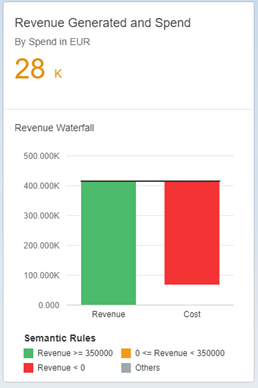 Revenue Generated and Spend
By Spend in EUR
28 K
Revenue Waterfall
500.000K
400.000K
300.000K
200.000K
100.000K
0.000
Revenue Cost
Semantic Rules
Revenue >= 350000 0 <= Revenue < 350000
Revenue < 0 Others